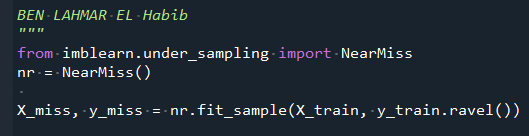 BEN LAHMAR EL Habib
"""
from imblearn.under_sampling import NearMiss
nr = NearMiss()
X_miss, y_miss = nr.fit_sample(X_train, y_train.ravel())